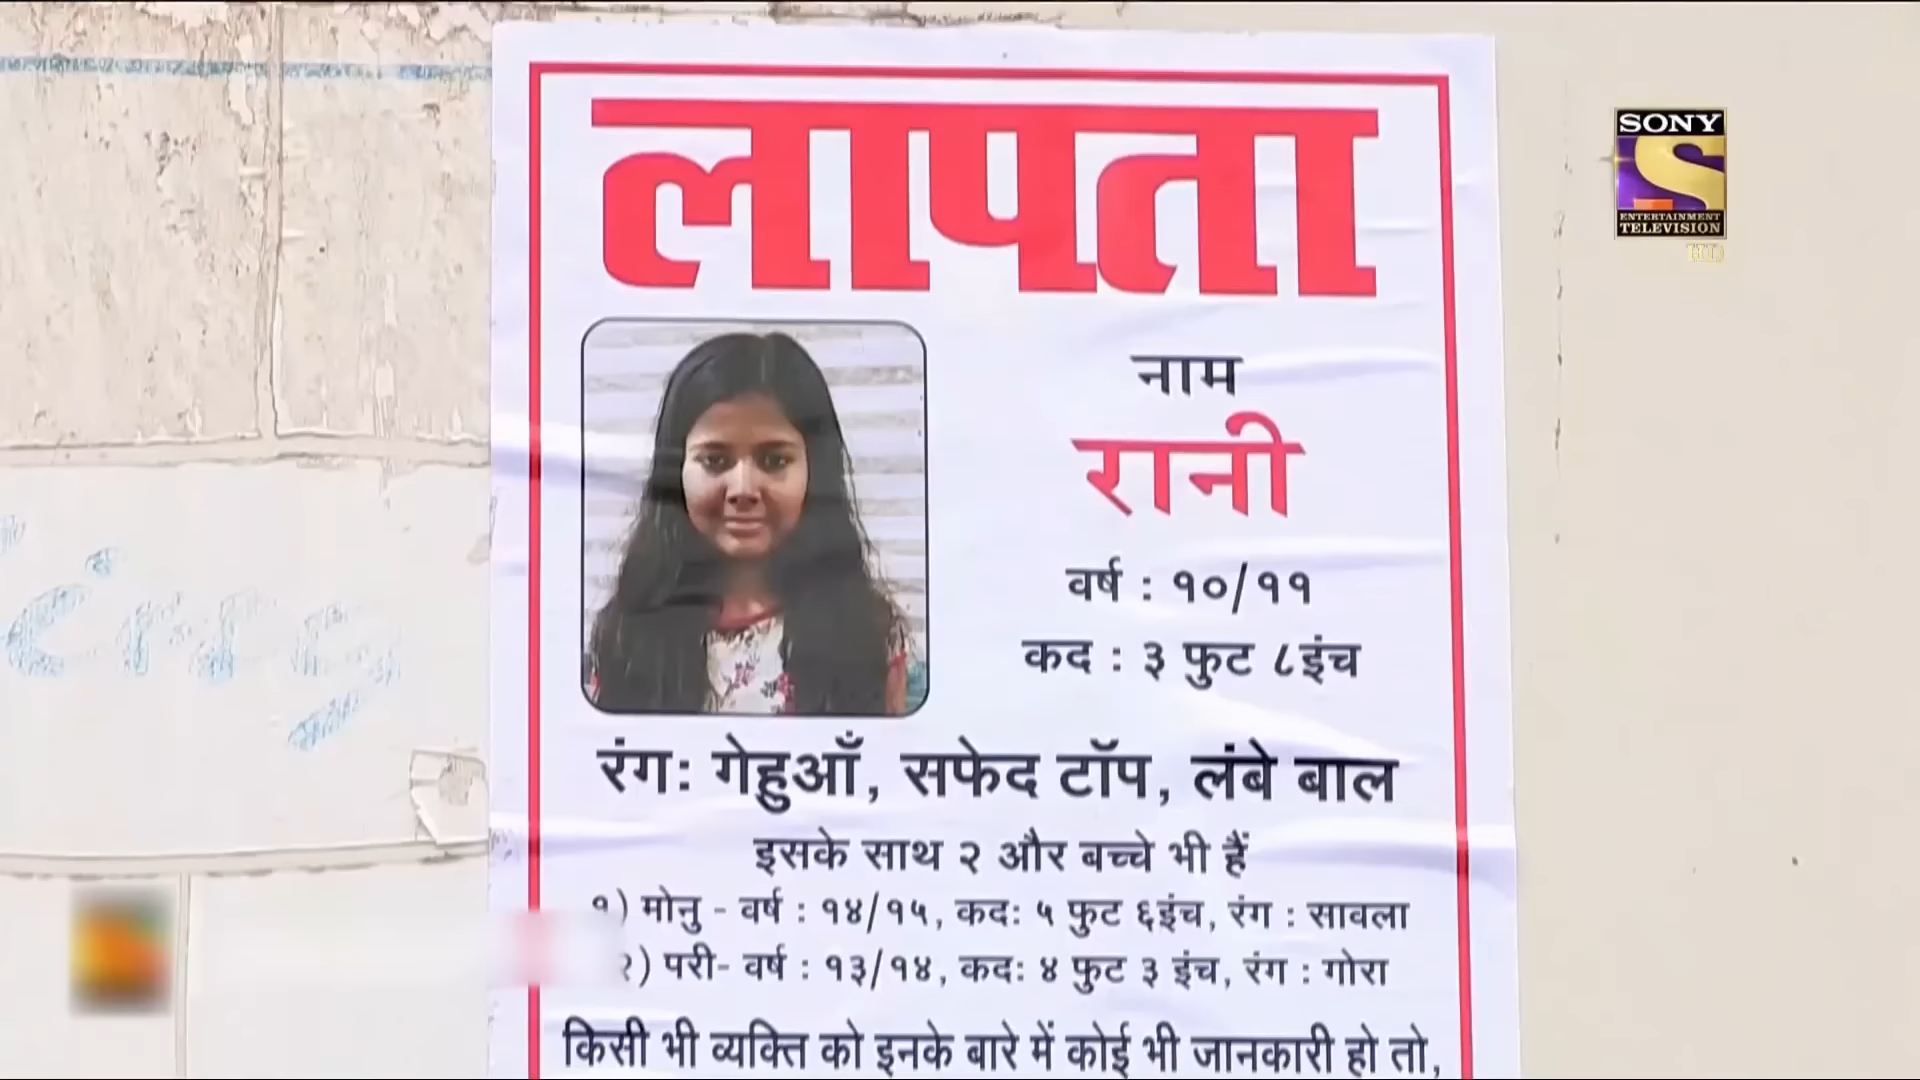 लापता
SONY
ENTERTAINMENT
TELEVISION
HD
नाम
रानी
वर्ष : १०/११
कद : ३ फुट ८इंच
रंग: गेहुआँ, सफेद टॉप, लंबे बाल
इसके साथ २ और बच्चे भी हैं
१) मोनु - वर्ष : १४/१५, कद: ५ फुट ६इंच, रंग : सावला
२) परी- वर्ष : १३/१४, कद: ४ फुट ३ इंच, रंग : गोरा
किसी भी व्यक्ति को इनके बारे में कोई भी जानकारी हो तो,